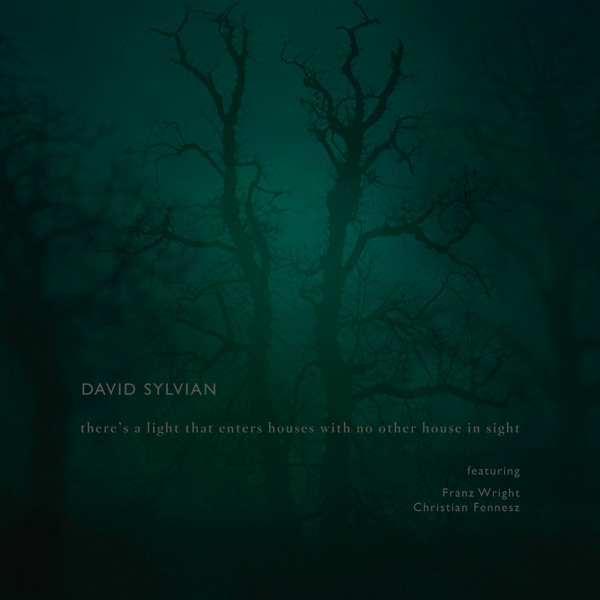 DAVID SYLVIAN
there's a light that enters houses with no other house in sight
featuring
Franz Wright
Christian Fennesz